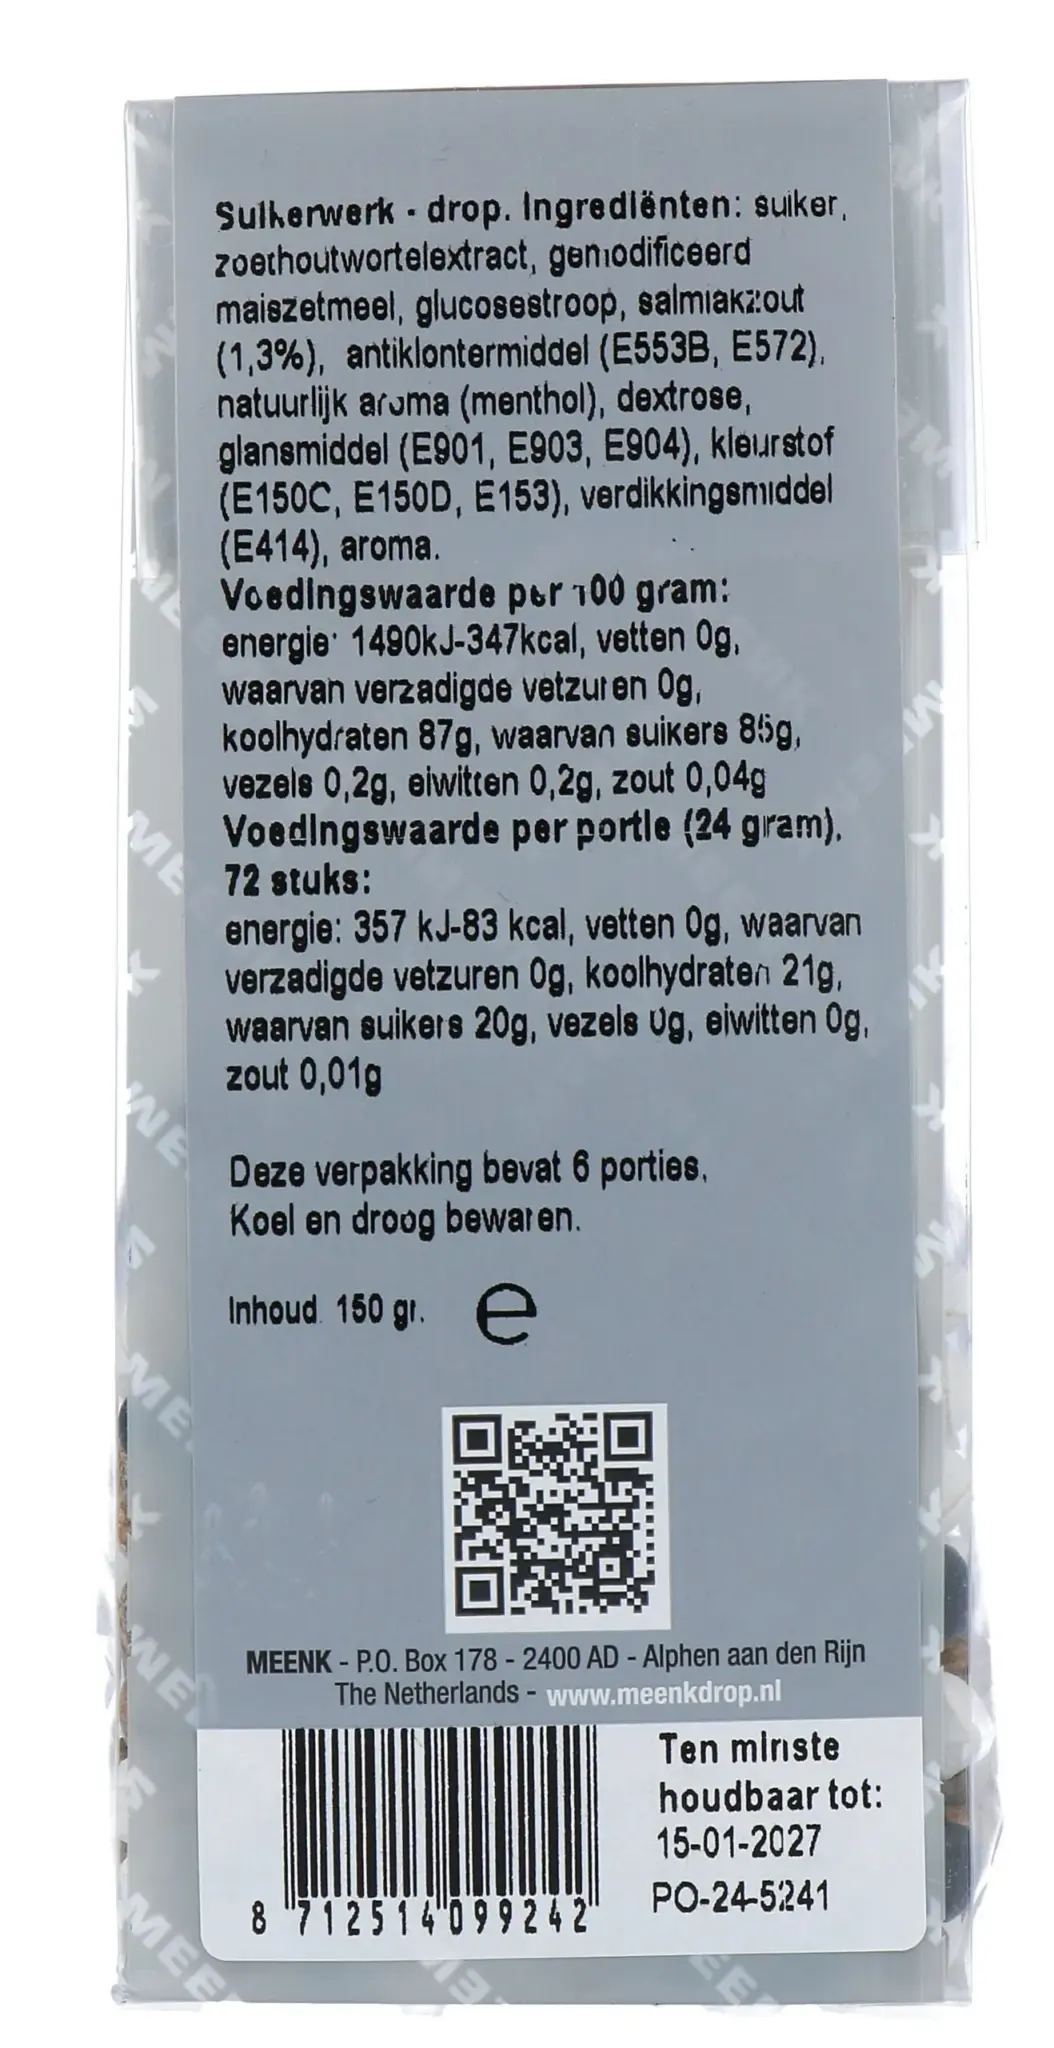 Suikerwerk - drop. Ingrediënten: suiker,
zoethoutwortelextract, gemodificeerd
maiszetmeel, glucosestroop, salmiakzout
(1,3%), antiklontermiddel (E553B, E572),
natuurlijk aroma (menthol), dextrose,
glansmiddel (E901, E903, E904), kleurstof
(E150C, E150D, E153), verdikkingsmiddel
(E414), aroma.
Voedingswaarde per 100 gram:
energie: 1490kJ-347kcal, vetten 0g,
waarvan verzadigde vetzuren 0g,
koolhydraten 87g, waarvan suikers
vezels 0,2g, eiwitten 0,2g, zout 0,04g
Voedingswaarde per portie (24 gram),
72 stuks:
energie: 357 kJ-83 kcal, vetten 0g, waarvan
verzadigde vetzuren 0g, koolhydraten 21g,
waarvan suikers 20g, vezels 0g, eiwitten 0g,
zout 0,01g
Deze verpakking bevat 6 porties.
Koel en droog bewaren.
Inhoud. 150 gr. e
MEENK - P.O. Box 178 - 2400 AD - Alphen aan den Rijn
The Netherlands - www.meenkdrop.nl
Ten minste
houdbaar tot:
15-01-2027
PO-24-5241
8 712514 099242